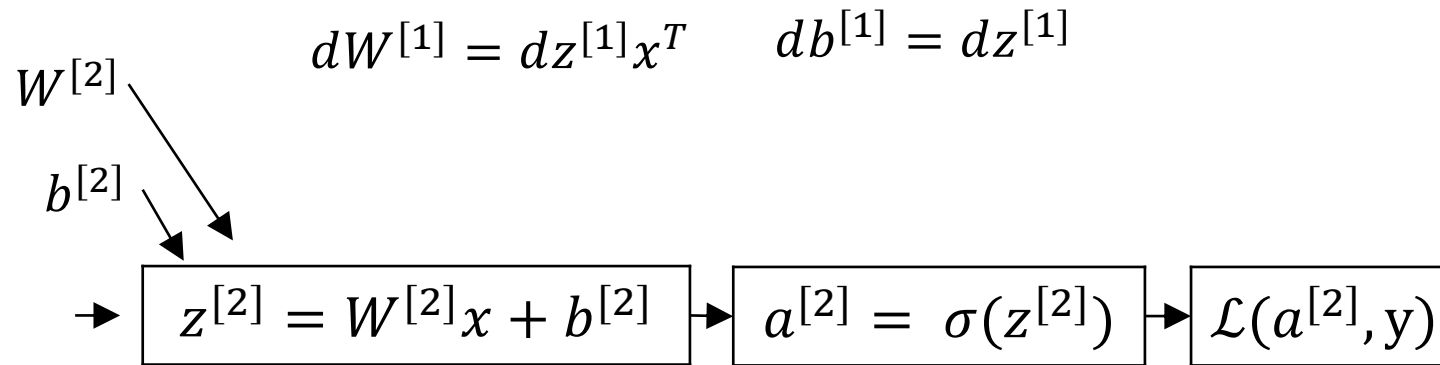 dW^{[1]} = dz^{[1]}x^T db^{[1]} = dz^{[1]}
W^{[2]}
b^{[2]}
z^{[2]} = W^{[2]}x + b^{[2]} a^{[2]} = σ(z^{[2]}) ℒ(a^{[2]}, y)